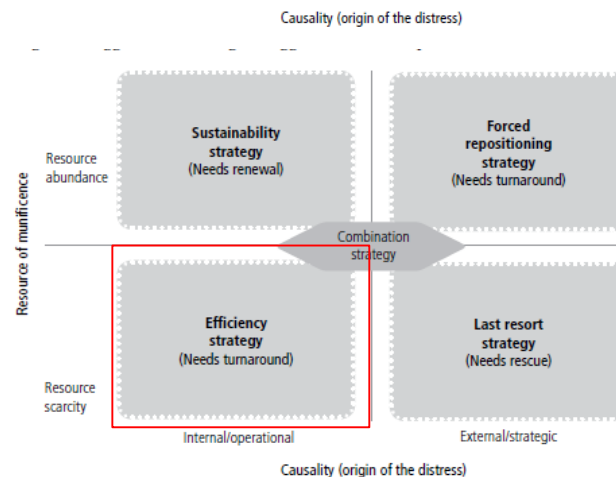 Causality (origin of the distress)
Resource of munificence
Resource
abundance
Sustainability
strategy
(Needs renewal)
Forced
repositioning
strategy
(Needs turnaround)
Combination
strategy
Resource
scarcity
Efficiency
strategy
(Needs turnaround)
Last resort
strategy
(Needs rescue)
Internal/operational
External/strategic
Causality (origin of the distress)